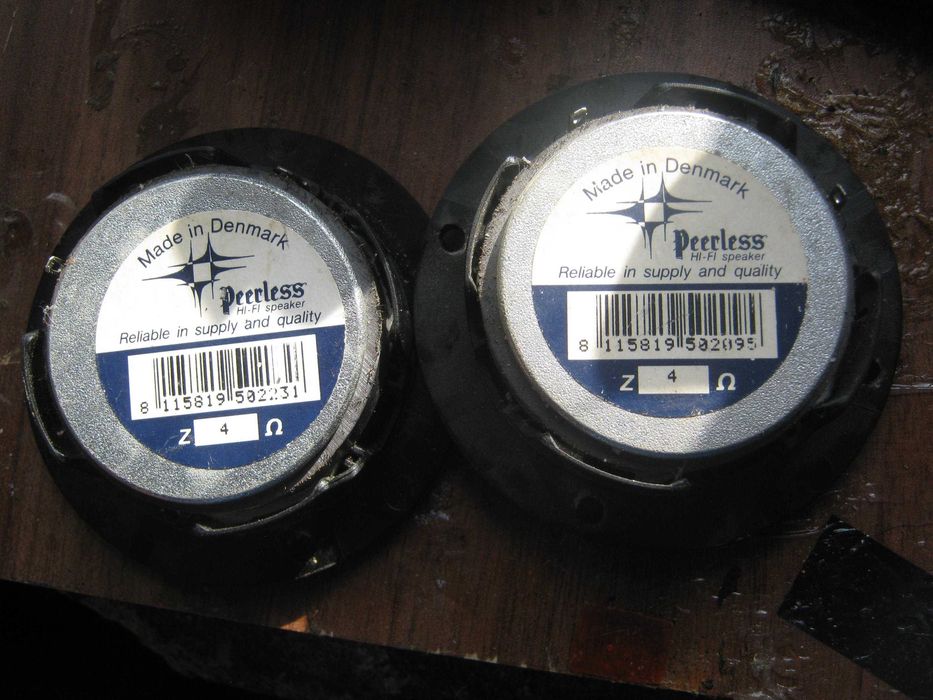 Made in Denmark
Peerless
HI-FI speaker
Reliable in supply and quality
8 115819 502231
Z 4 Ω
Made in Denmark
Peerless
HI-FI speaker
Reliable in supply and quality
8 115819 502095
Z 4 Ω